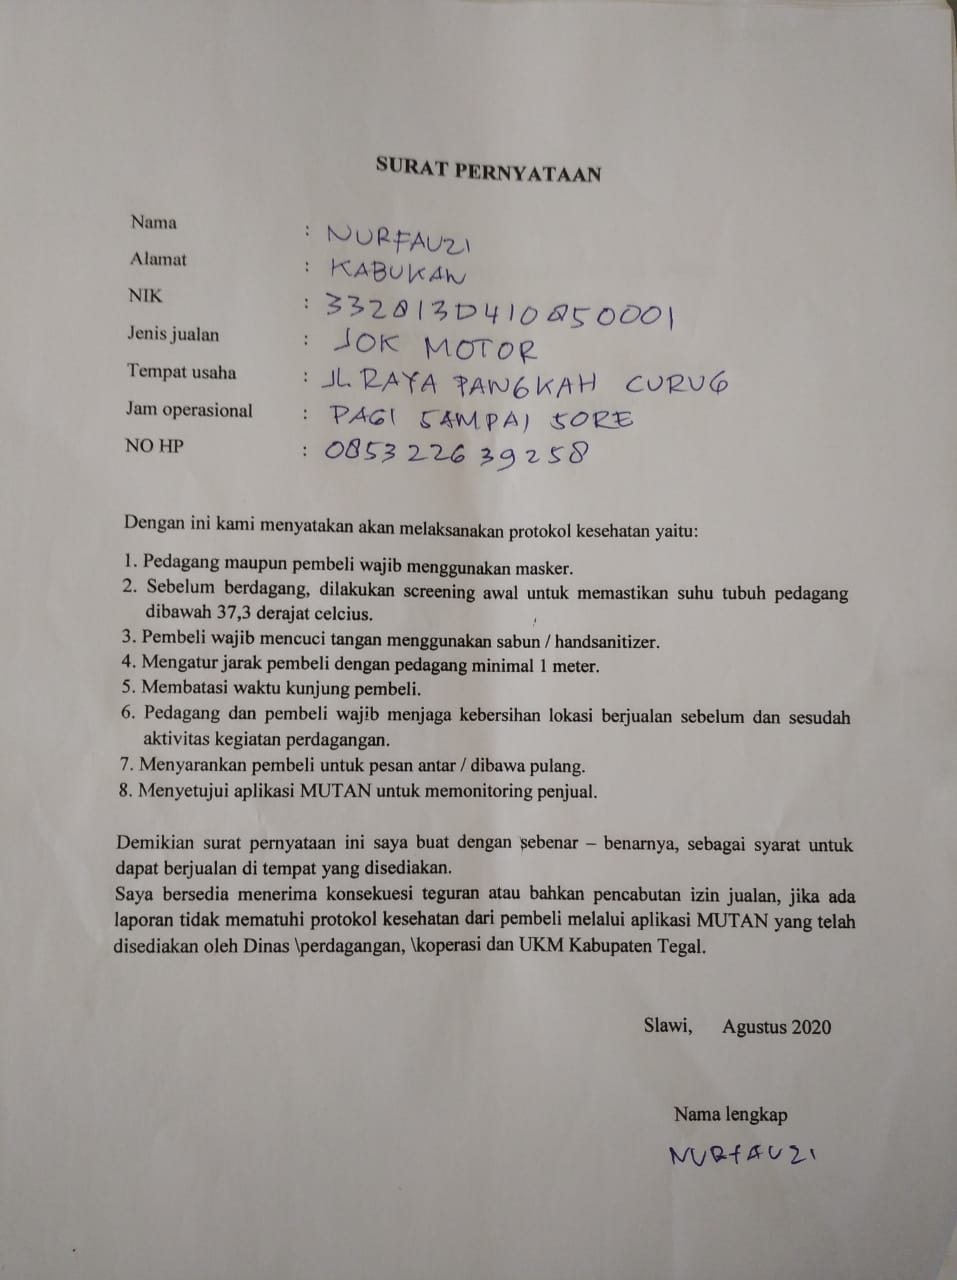 SURAT PERNYATAAN
Nama : NURFAUZI
Alamat : KABUKAN
NIK : 3328130410850001
Jenis jualan : JOK MOTOR
Tempat usaha : JL. RAYA PANGKAH CURUG
Jam operasional : PAGI SAMPAI SORE
NO HP : 0853 226 39258
Dengan ini kami menyatakan akan melaksanakan protokol kesehatan yaitu:
1. Pedagang maupun pembeli wajib menggunakan masker.
2. Sebelum berdagang, dilakukan screening awal untuk memastikan suhu tubuh pedagang
dibawah 37,3 derajat celcius.
3. Pembeli wajib mencuci tangan menggunakan sabun / handsanitizer.
4. Mengatur jarak pembeli dengan pedagang minimal 1 meter.
5. Membatasi waktu kunjung pembeli.
6. Pedagang dan pembeli wajib menjaga kebersihan lokasi berjualan sebelum dan sesudah
aktivitas kegiatan perdagangan.
7. Menyarankan pembeli untuk pesan antar / dibawa pulang.
8. Menyetujui aplikasi MUTAN untuk memonitoring penjual.
Demikian surat pernyataan ini saya buat dengan sebenar – benarnya, sebagai syarat untuk
dapat berjualan di tempat yang disediakan.
Saya bersedia menerima konsekuesi teguran atau bahkan pencabutan izin jualan, jika ada
laporan tidak mematuhi protokol kesehatan dari pembeli melalui aplikasi MUTAN yang telah
disediakan oleh Dinas \perdagangan, \koperasi dan UKM Kabupaten Tegal.
Slawi, Agustus 2020
Nama lengkap
NURFAUZI